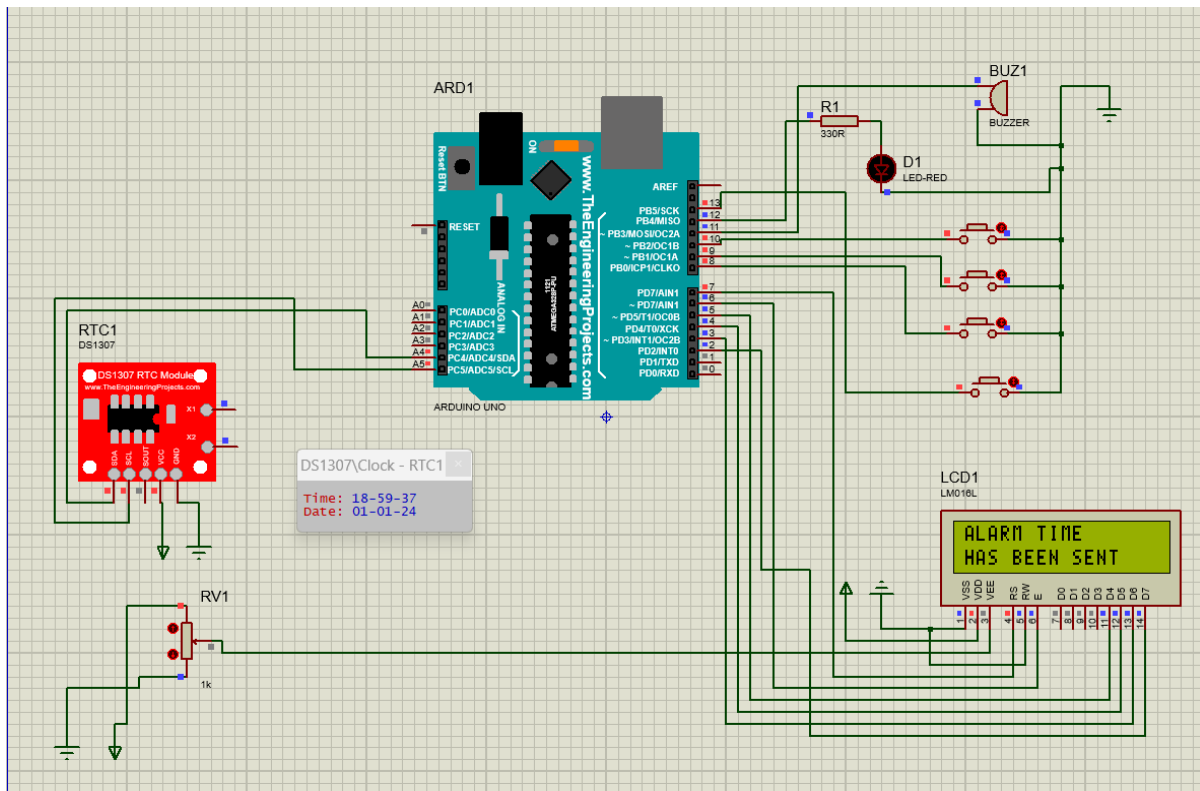 ARD1
Reset BTN
ON
www.TheEngineeringProjects.com
RESET
ANALOG IN
1121
ATMEGA328P-PU
AREF
PB5/SCK 13
PB4/MISO 12
~ PB3/MOSI/OC2A 11
~ PB2/OC1B 10
~ PB1/OC1A 9
PB0/ICP1/CLKO 8
PD7/AIN1 7
~ PD7/AIN1 6
~ PD5/T1/OC0B 5
PD4/T0/XCK 4
~ PD3/INT1/OC2B 3
PD2/INT0 2
PD1/TXD 1
PD0/RXD 0
A0 PC0/ADC0
A1 PC1/ADC1
A2 PC2/ADC2
A3 PC3/ADC3
A4 PC4/ADC4/SDA
A5 PC5/ADC5/SCL
ARDUINO UNO
BUZ1
BUZZER
R1
330R
D1
LED-RED
RTC1
DS1307
DS1307 RTC Module
www.TheEngineeringProjects.com
X1
X2
SDA
SCL
SOUT
VCC
GND
DS1307\Clock - RTC1
Time: 18-59-37
Date: 01-01-24
RV1
1k
LCD1
LM016L
ALARM TIME
HAS BEEN SENT
VSS
VDD
VEE
RS
RW
E
D0
D1
D2
D3
D4
D5
D6
D7
1
2
3
4
5
6
7
8
9
10
11
12
13
14